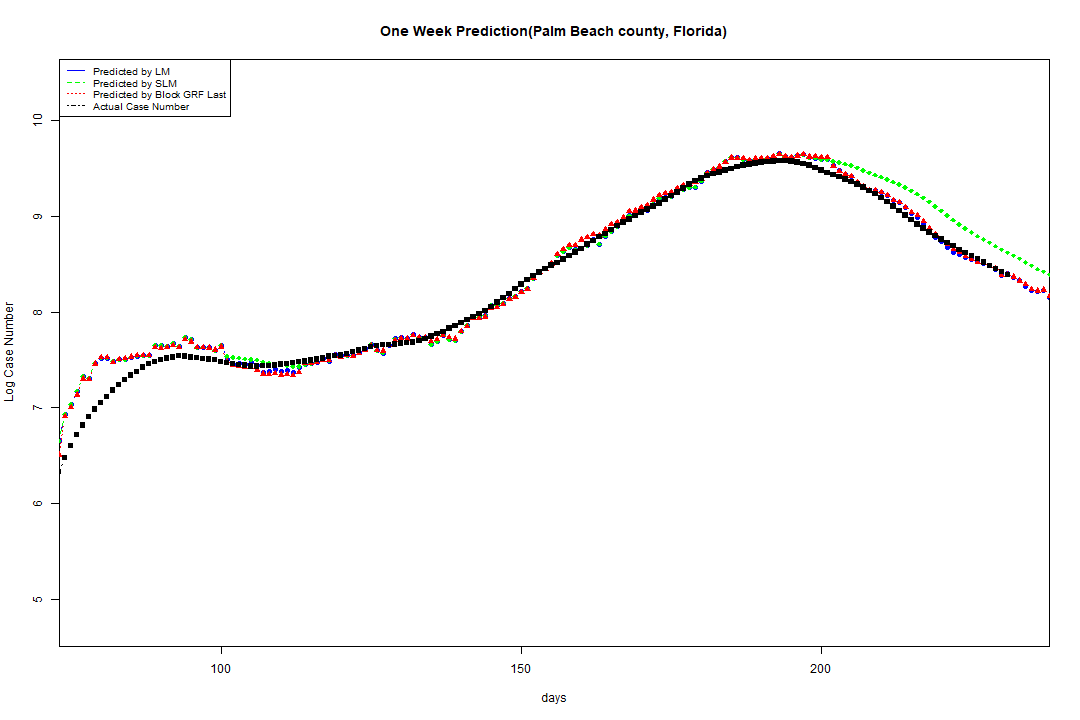 One Week Prediction(Palm Beach county, Florida)
Predicted by LM
Predicted by SLM
Predicted by Block GRF Last
Actual Case Number
10
9
8
7
6
5
Log Case Number
100
150
200
days